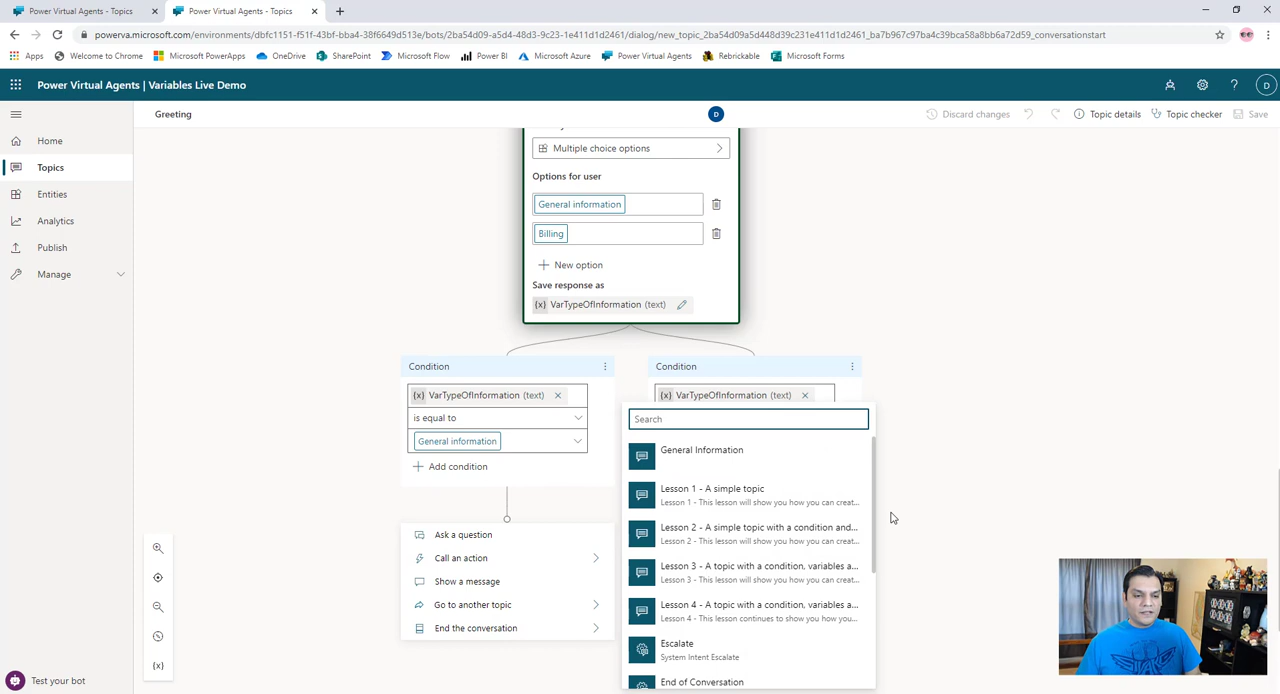 Power Virtual Agents - Topics
Power Virtual Agents - Topics
powerva.microsoft.com/environments/dbfc1151-f51f-43bf-bba4-38f6649d513e/bots/2ba54d09-a5d4-48d3-9c23-1e411d1d2461/dialog/new_topic_2ba54d09a5d448d39c231e411d1d2461_ba7b967c97ba4c39bca58a8bb6a72d59_conversationstart
Apps Welcome to Chrome Microsoft PowerApps OneDrive SharePoint Microsoft Flow Power BI Microsoft Azure Power Virtual Agents Rebrickable Microsoft Forms
Power Virtual Agents | Variables Live Demo
D
Greeting
D
Discard changes
Topic details
Topic checker
Save
Home
Topics
Entities
Analytics
Publish
Manage
Multiple choice options
Options for user
General information
Billing
New option
Save response as
{x} VarTypeOfInformation (text)
Condition
{x} VarTypeOfInformation (text)
is equal to
General information
Add condition
Ask a question
Call an action
Show a message
Go to another topic
End the conversation
Condition
{x} VarTypeOfInformation (text)
Search
General Information
Lesson 1 - A simple topic
Lesson 1 - This lesson will show you how you can creat...
Lesson 2 - A simple topic with a condition and...
Lesson 2 - This lesson will show you how you can creat...
Lesson 3 - A topic with a condition, variables a...
Lesson 3 - This lesson will show you how you can creat...
Lesson 4 - A topic with a condition, variables a...
Lesson 4 - This lesson continues to show you how you...
Escalate
System Intent Escalate
End of Conversation
{x}
Test your bot